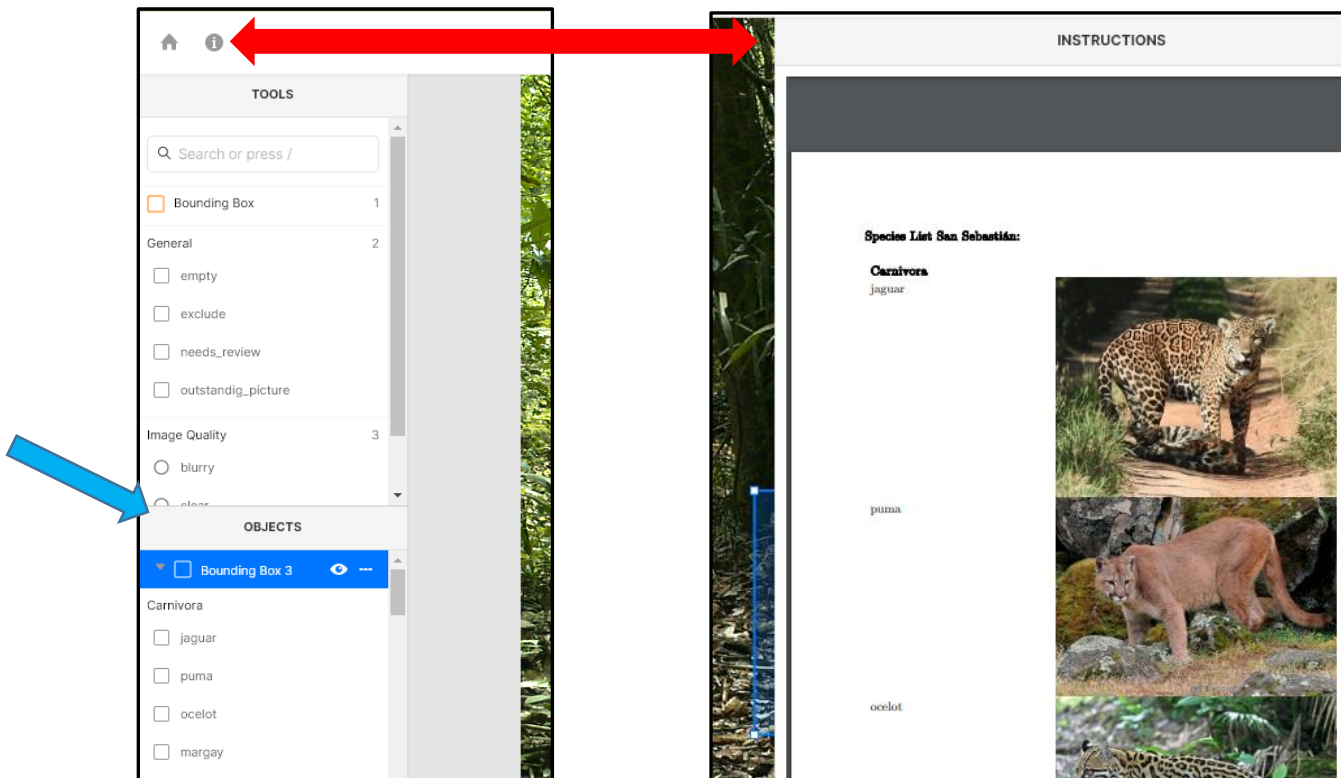 TOOLS
Search or press /
Bounding Box 1
General 2
empty
exclude
needs_review
outstandig_picture
Image Quality 3
blurry
clear
OBJECTS
Bounding Box 3
Carnivora
jaguar
puma
ocelot
margay
INSTRUCTIONS
Species List San Sebastián:
Carnivora
jaguar
puma
ocelot